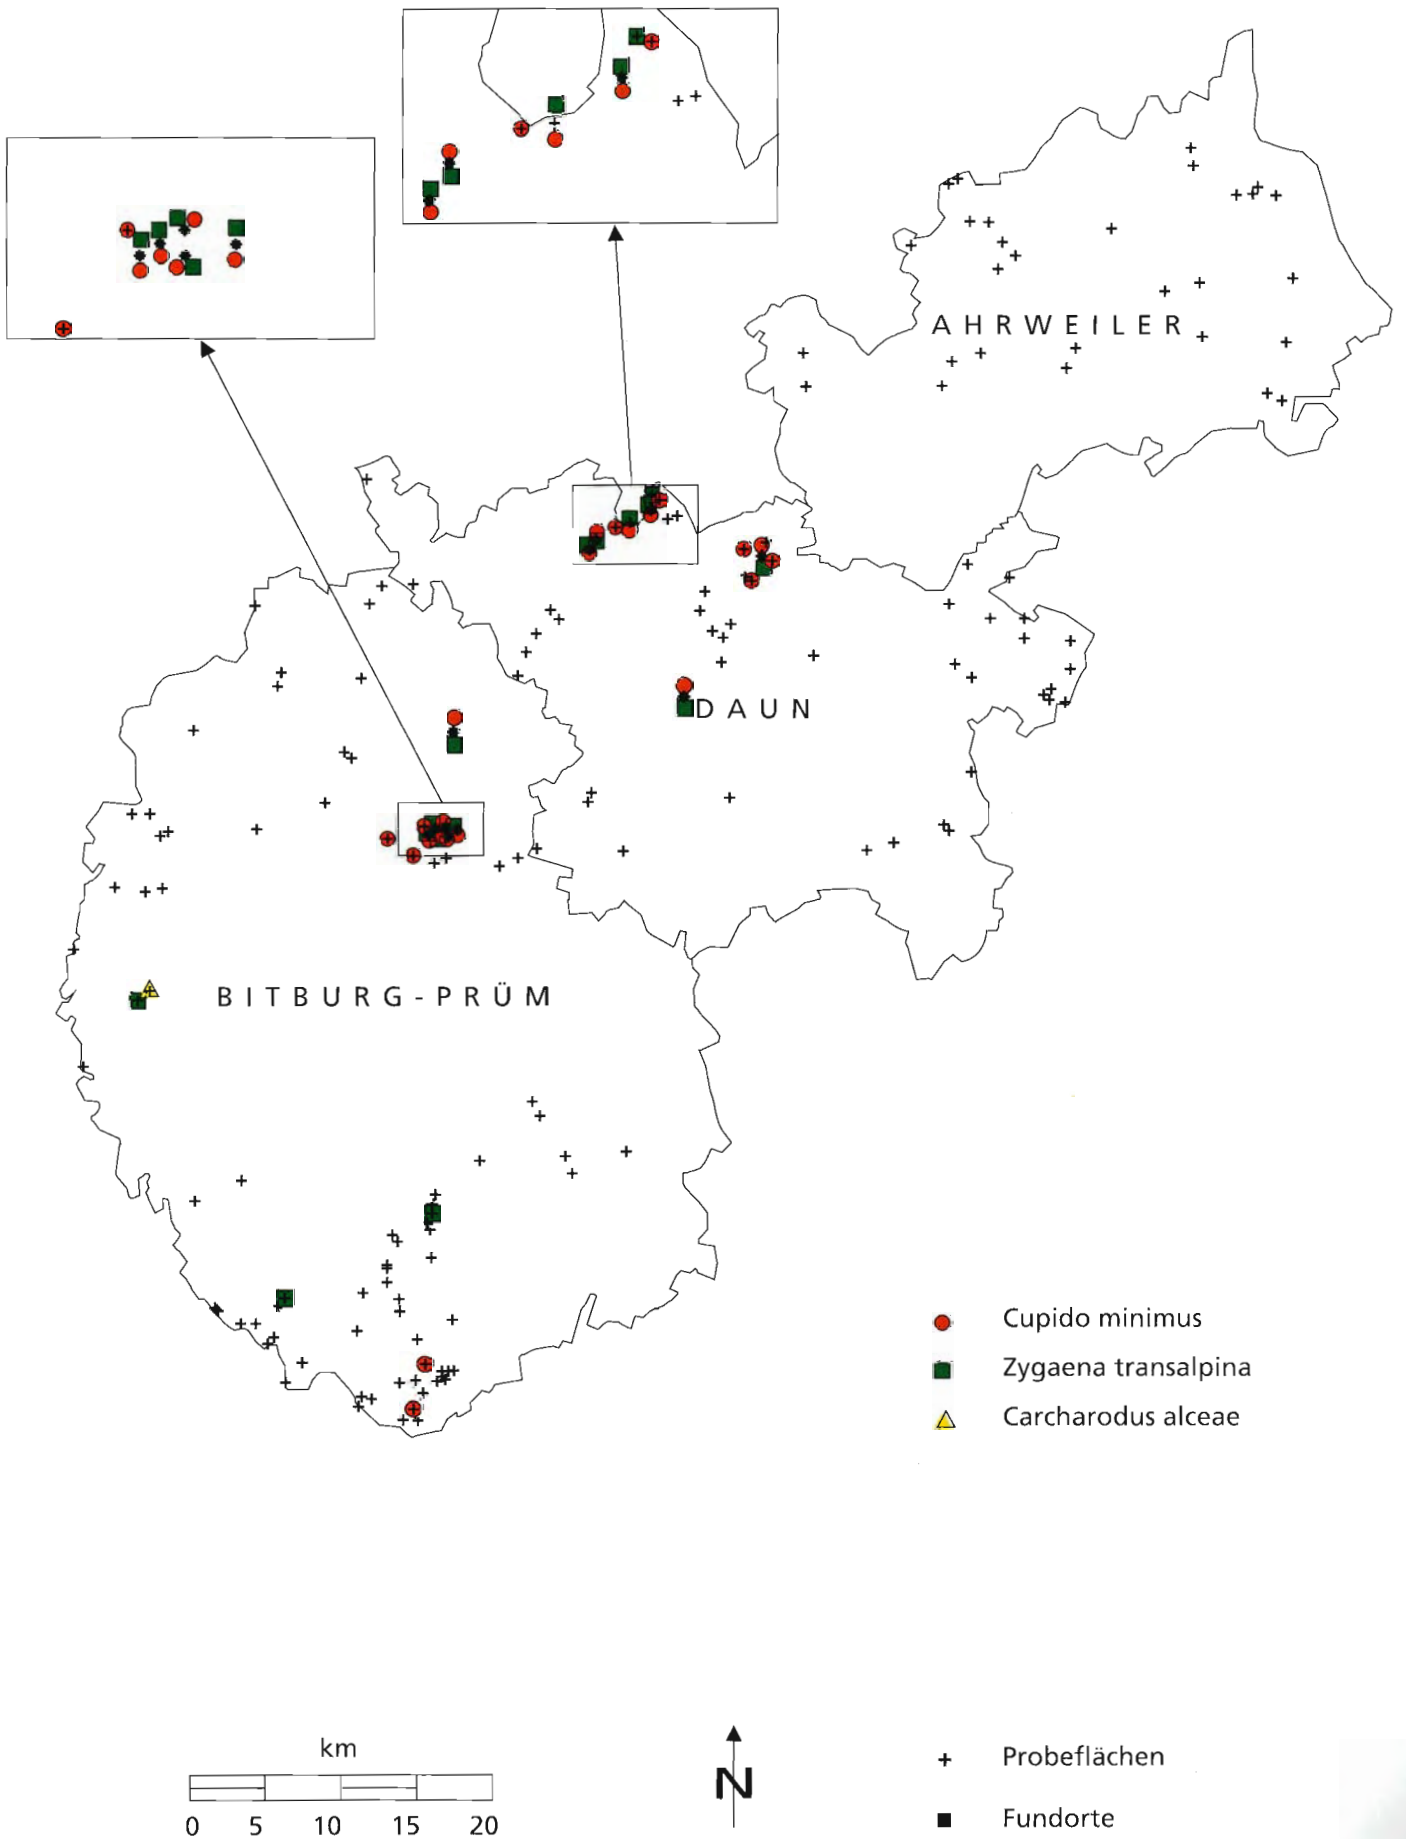 AHRWEILER
DAUN
BITBURG-PRÜM
Cupido minimus
Zygaena transalpina
Carcharodus alceae
km
0 5 10 15 20
N
Probeflächen
Fundorte